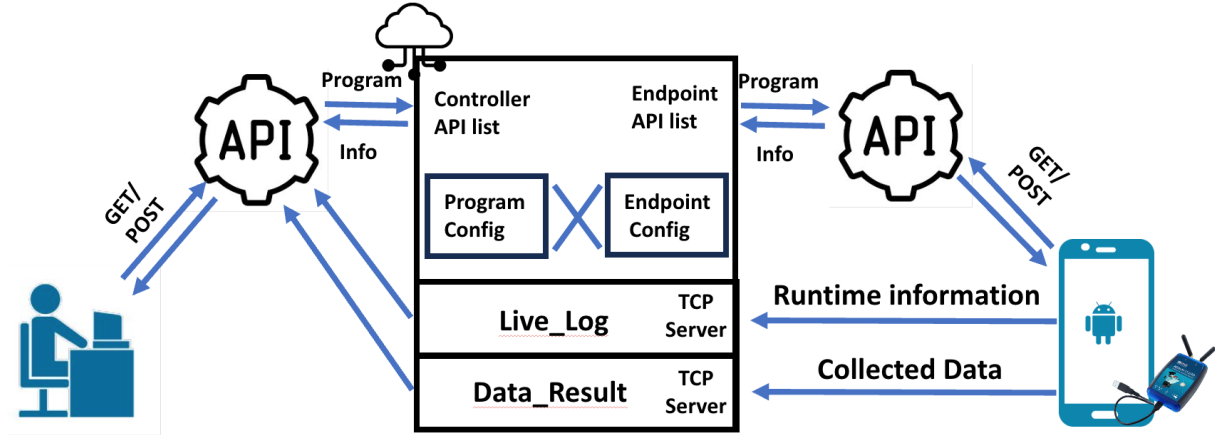 Program
Controller
API list
Endpoint
API list
Program
API
Info
API
Info
GET/
POST
GET/
POST
Program
Config
Endpoint
Config
Live_Log
TCP
Server
Runtime information
Data_Result
TCP
Server
Collected Data